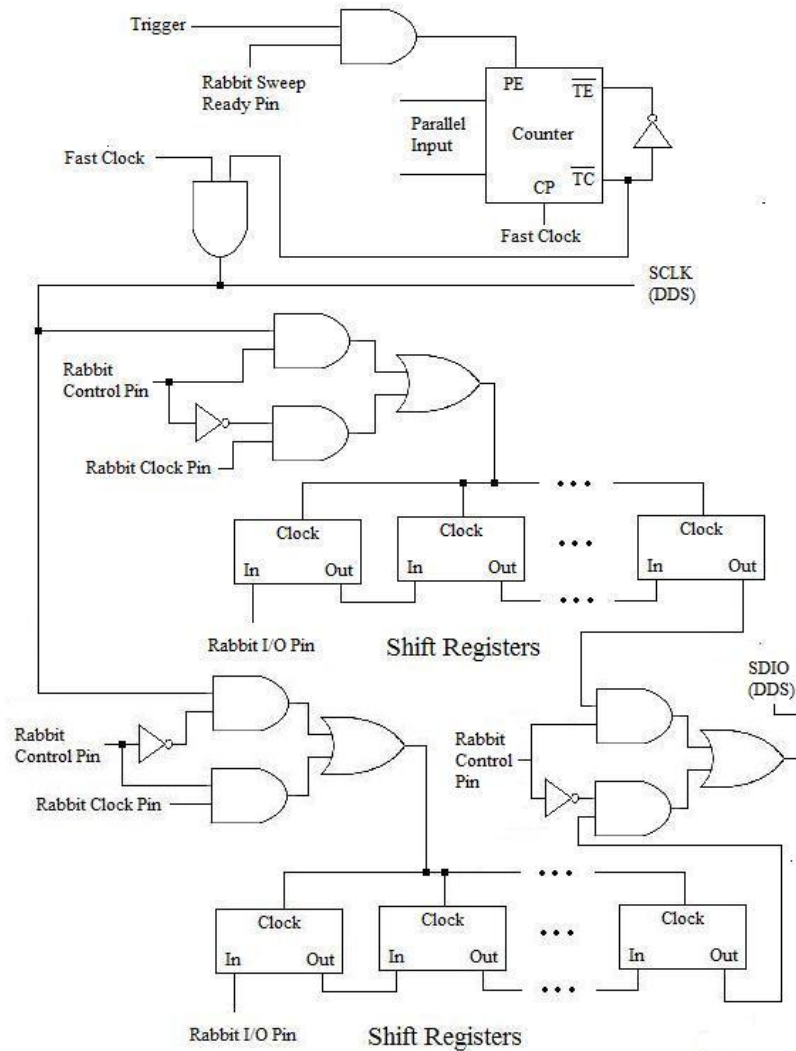 Trigger
Rabbit Sweep
Ready Pin
PE
TE
Parallel
Input
Counter
CP
TC
Fast Clock
Fast Clock
SCLK
(DDS)
Rabbit
Control Pin
Rabbit Clock Pin
Clock
In
Out
Clock
In
Out
Clock
In
Out
Rabbit I/O Pin
Shift Registers
SDIO
(DDS)
Rabbit
Control Pin
Rabbit Clock Pin
Rabbit
Control
Pin
Clock
In
Out
Clock
In
Out
Clock
In
Out
Rabbit I/O Pin
Shift Registers